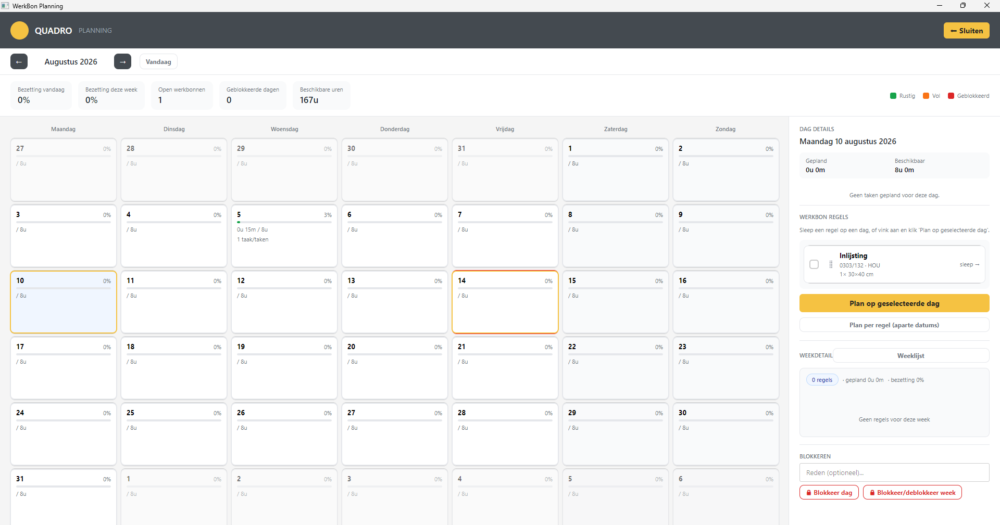 WerkBon Planning
QUADRO PLANNING
← Sluiten
← Augustus 2026 → Vandaag
Bezetting vandaag Bezetting deze week Open werkbonnen Geblokkeerde dagen Beschikbare uren
0% 0% 1 0 167u
Rustig Vol Geblokkeerd
Maandag Dinsdag Woensdag Donderdag Vrijdag Zaterdag Zondag
27 0% 28 0% 29 0% 30 0% 31 0% 1 0% 2 0%
/ 8u / 8u / 8u / 8u / 8u / 8u / 8u
3 0% 4 0% 5 3% 6 0% 7 0% 8 0% 9 0%
/ 8u / 8u 0u 15m / 8u / 8u / 8u / 8u / 8u
1 taak/taken
10 0% 11 0% 12 0% 13 0% 14 0% 15 0% 16 0%
/ 8u / 8u / 8u / 8u / 8u / 8u / 8u
17 0% 18 0% 19 0% 20 0% 21 0% 22 0% 23 0%
/ 8u / 8u / 8u / 8u / 8u / 8u / 8u
24 0% 25 0% 26 0% 27 0% 28 0% 29 0% 30 0%
/ 8u / 8u / 8u / 8u / 8u / 8u / 8u
31 0% 1 0% 2 0% 3 0% 4 0% 5 0% 6 0%
/ 8u / 8u / 8u / 8u / 8u / 8u / 8u
DAG DETAILS
Maandag 10 augustus 2026
Gepland Beschikbaar
0u 0m 8u 0m
Geen taken gepland voor deze dag.
WERKBON REGELS
Sleep een regel op een dag, of vink aan en klik 'Plan op geselecteerde dag'.
Inlijsting
0303/132 · HOU sleep →
1× 30×40 cm
Plan op geselecteerde dag
Plan per regel (aparte datums)
WEEKDETAIL Weeklijst
0 regels · gepland 0u 0m · bezetting 0%
Geen regels voor deze week
BLOKKEREN
Reden (optioneel)...
Blokkeer dag Blokkeer/deblokkeer week